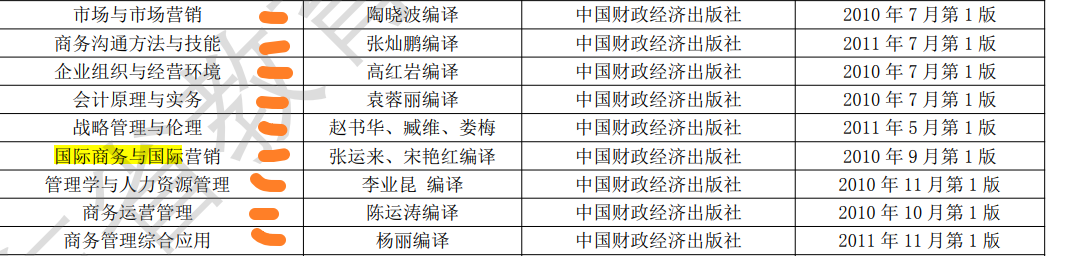 市场与市场营销 陶晓波编译 中国财政经济出版社 2010 年 7 月第 1 版
商务沟通方法与技能 张灿鹏编译 中国财政经济出版社 2011 年 7 月第 1 版
企业组织与经营环境 高红岩编译 中国财政经济出版社 2010 年 7 月第 1 版
会计原理与实务 袁蓉丽编译 中国财政经济出版社 2010 年 7 月第 1 版
战略管理与伦理 赵书华、臧维、娄梅 中国财政经济出版社 2011 年 5 月第 1 版
国际商务与国际营销 张运来、宋艳红编译 中国财政经济出版社 2010 年 9 月第 1 版
管理学与人力资源管理 李业昆 编译 中国财政经济出版社 2010 年 11 月第 1 版
商务运营管理 陈运涛编译 中国财政经济出版社 2010 年 10 月第 1 版
商务管理综合应用 杨丽编译 中国财政经济出版社 2011 年 11 月第 1 版
省教育